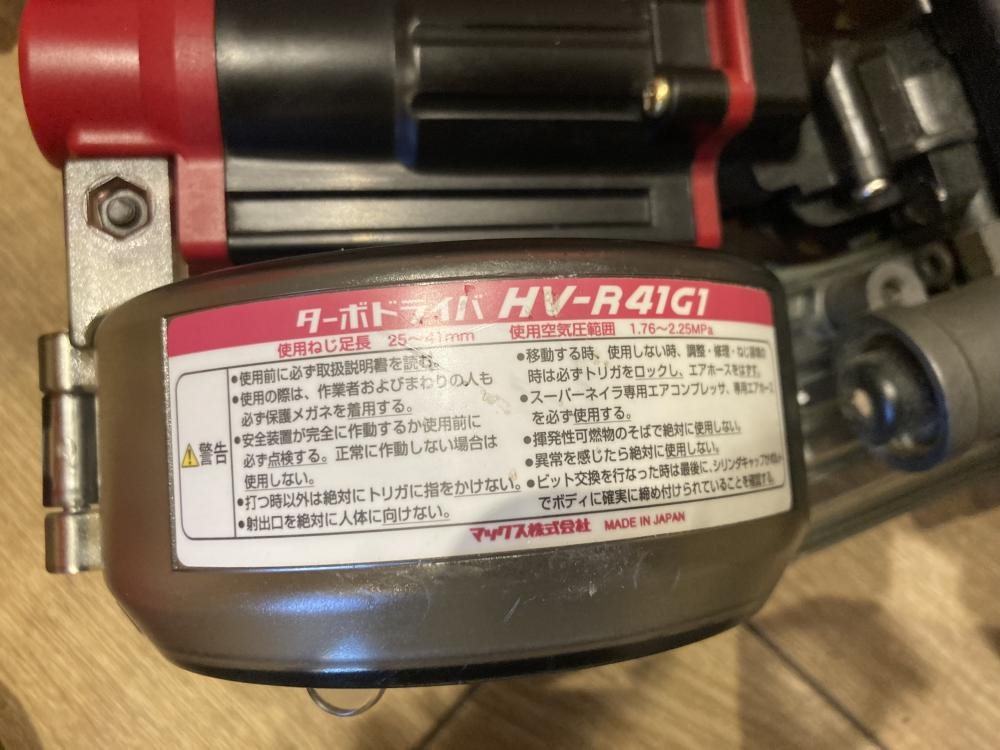 ターボドライバ HV-R41G1
使用ねじ足長 25～41mm 使用空気圧範囲 1.76～2.25MPa
警告
●使用前に必ず取扱説明書を読む。
●使用の際は、作業者およびまわりの人も
必ず保護メガネを着用する。
●安全装置が完全に作動するか使用前に
必ず点検する。正常に作動しない場合は
使用しない。
●打つ時以外は絶対にトリガに指をかけない。
●射出口を絶対に人体に向けない。
●移動する時、使用しない時、調整・修理・ねじ装填の
時は必ずトリガをロックし、エアホースをはずす。
●スーパーネイラ専用エアコンプレッサ、専用エアホース
を必ず使用する。
●揮発性可燃物のそばで絶対に使用しない。
●異常を感じたら絶対に使用しない。
●ビット交換を行なった時は最後に、シリンダキャップが
でボディに確実に締め付けられていることを確認する。
マックス株式会社 MADE IN JAPAN